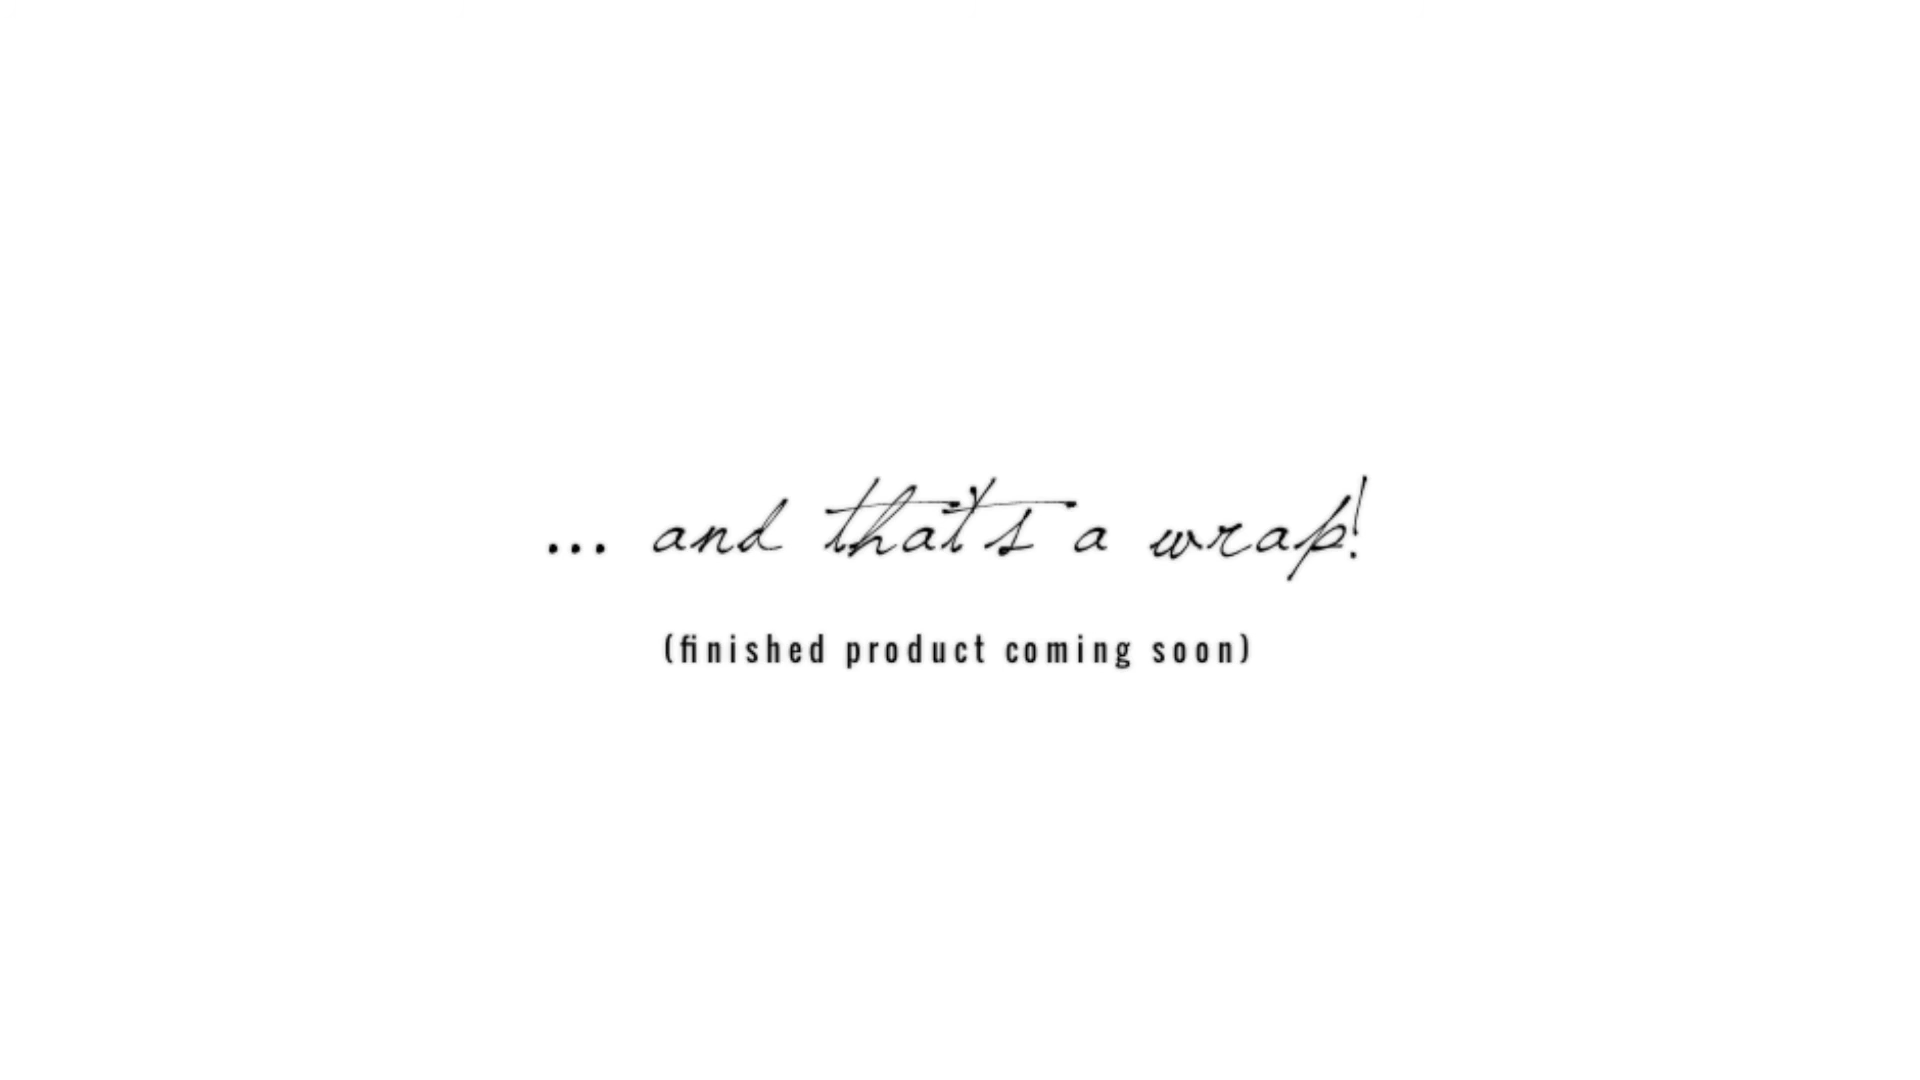 ... and that's a wrap!
(finished product coming soon)